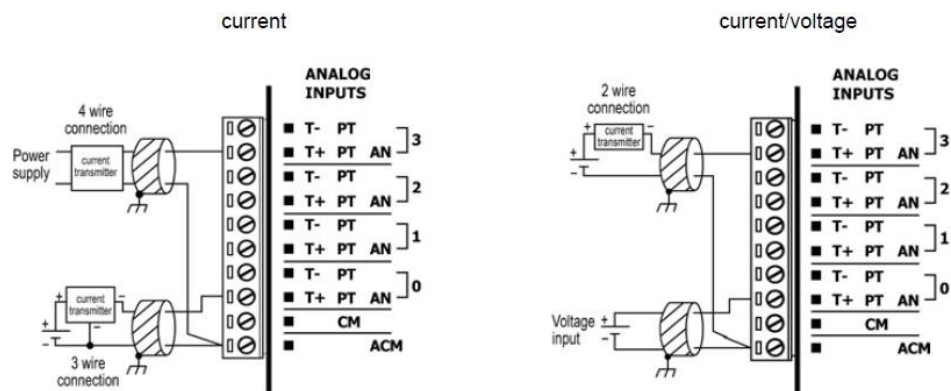 current
current/voltage
4 wire
connection
Power
supply
current
transmitter
+
current
transmitter
-
+
-
-
3 wire
connection
ANALOG
INPUTS
T- PT
T+ PT AN
3
T- PT
T+ PT AN
2
T- PT
T+ PT AN
1
T- PT
T+ PT AN
0
CM
ACM
2 wire
connection
+
current
transmitter
-
+
-
Voltage
input
+
-
ANALOG
INPUTS
T- PT
T+ PT AN
3
T- PT
T+ PT AN
2
T- PT
T+ PT AN
1
T- PT
T+ PT AN
0
CM
ACM